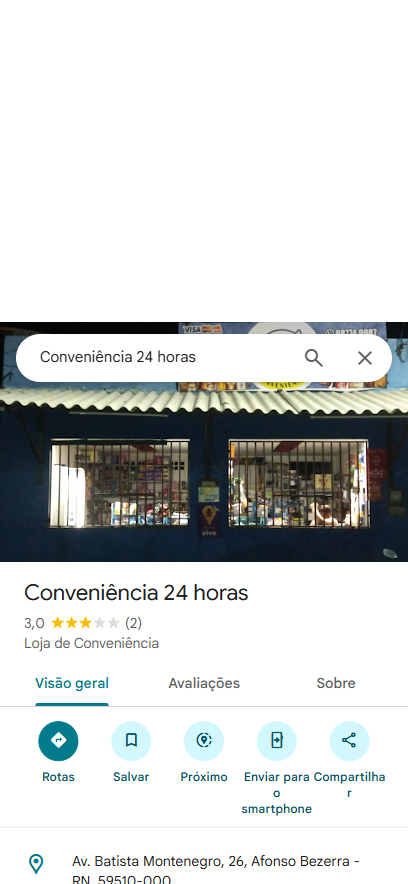 VISA
Conveniência 24 horas
vivo
Conveniência 24 horas
3,0 (2)
Loja de Conveniência
Visão geral Avaliações Sobre
Rotas Salvar Próximo Enviar para Compartilha
o r
smartphone
Av. Batista Montenegro, 26, Afonso Bezerra -
RN, 59510-000